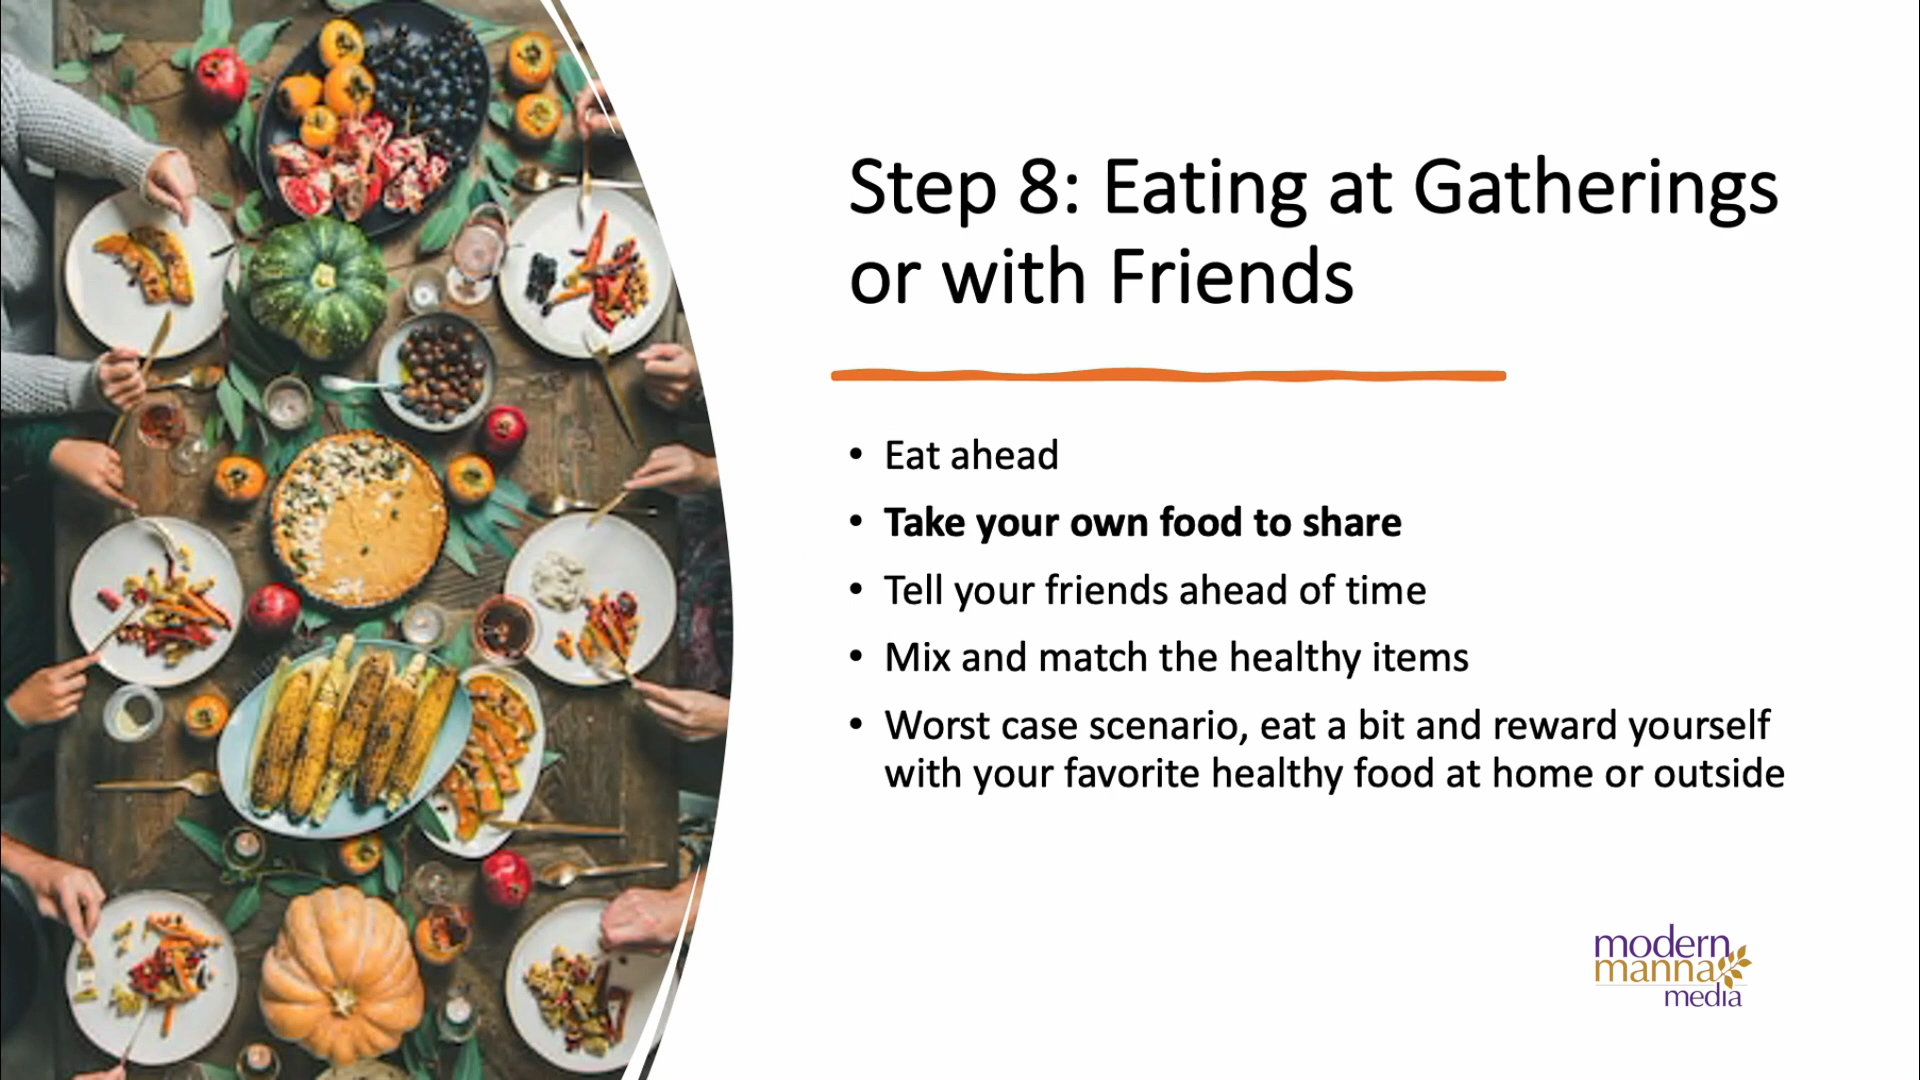 Step 8: Eating at Gatherings
or with Friends
• Eat ahead
• Take your own food to share
• Tell your friends ahead of time
• Mix and match the healthy items
• Worst case scenario, eat a bit and reward yourself
with your favorite healthy food at home or outside
modern
manna
media